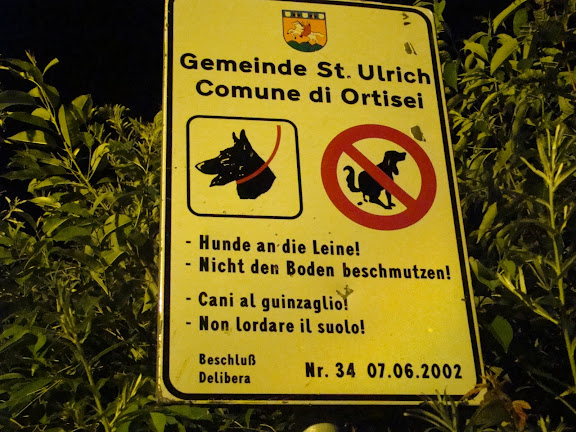 Gemeinde St. Ulrich
Comune di Ortisei
- Hunde an die Leine!
- Nicht den Boden beschmutzen!
- Cani al guinzaglio!
- Non lordare il suolo!
Beschluß
Delibera
Nr. 34 07.06.2002